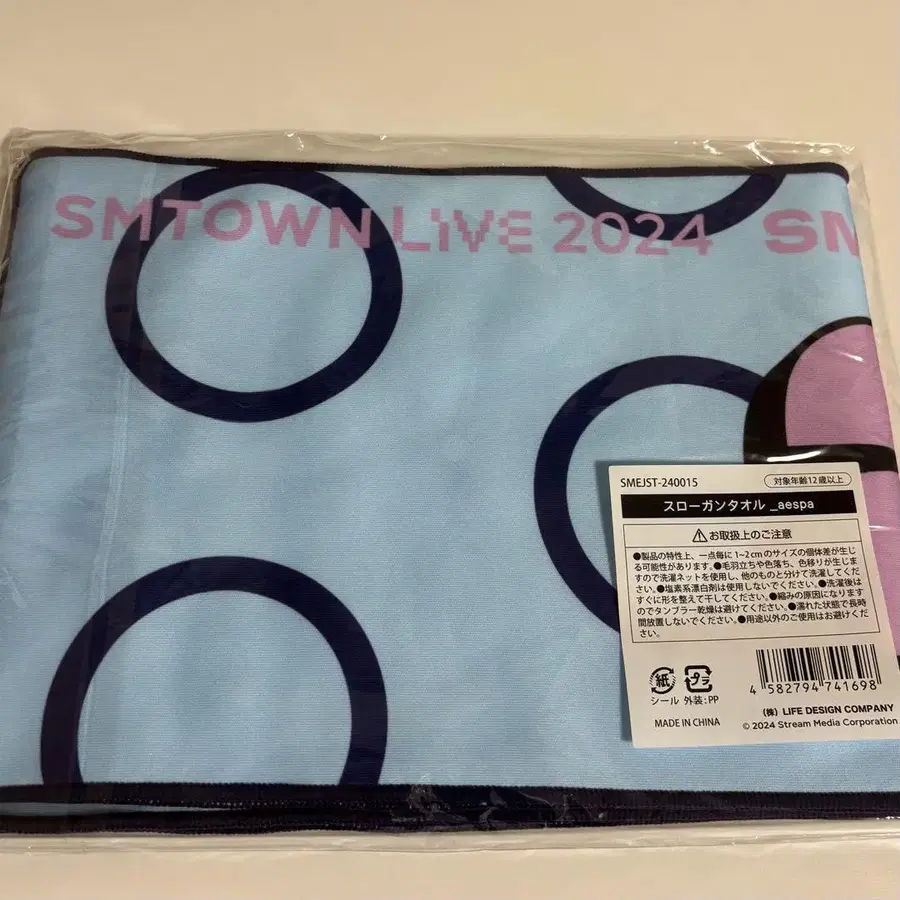 SMTOWN LIVE 2024 SM
SMEJST-240015
対象年齢12歳以上
スローガンタオル _aespa
お取扱上のご注意
●製品の特性上、一点毎に1~2cmのサイズの個体差が生じ
る可能性があります。●毛羽立ちや色落ち、色移りが生じま
すので洗濯ネットを使用し、他のものと分けて洗濯してくだ
さい。●塩素系漂白剤は使用しないでください。●洗濯後は
すぐに形を整えて干してください。●縮みの原因になります
のでタンブラー乾燥は避けてください。●濡れた状態で長時
間放置しないでください。●用途以外のご使用はお避けくだ
さい。
紙 プラ
シール 外装:PP
MADE IN CHINA
4 582794 741698
(株) LIFE DESIGN COMPANY
© 2024 Stream Media Corporation